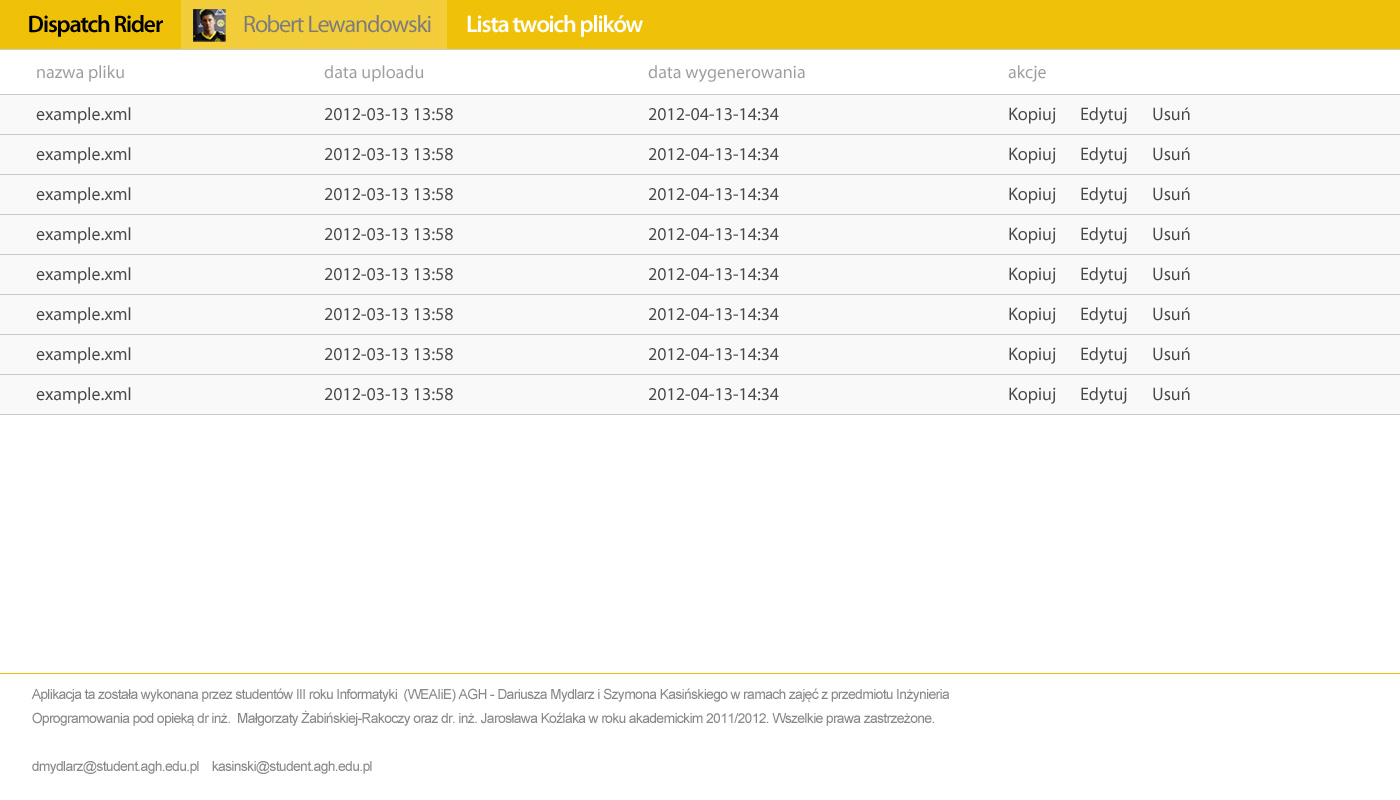 Dispatch Rider Robert Lewandowski Lista twoich plików
nazwa pliku data uploadu data wygenerowania akcje
example.xml 2012-03-13 13:58 2012-04-13-14:34 Kopiuj Edytuj Usuń
example.xml 2012-03-13 13:58 2012-04-13-14:34 Kopiuj Edytuj Usuń
example.xml 2012-03-13 13:58 2012-04-13-14:34 Kopiuj Edytuj Usuń
example.xml 2012-03-13 13:58 2012-04-13-14:34 Kopiuj Edytuj Usuń
example.xml 2012-03-13 13:58 2012-04-13-14:34 Kopiuj Edytuj Usuń
example.xml 2012-03-13 13:58 2012-04-13-14:34 Kopiuj Edytuj Usuń
example.xml 2012-03-13 13:58 2012-04-13-14:34 Kopiuj Edytuj Usuń
example.xml 2012-03-13 13:58 2012-04-13-14:34 Kopiuj Edytuj Usuń
Aplikacja ta została wykonana przez studentów III roku Informatyki (WEAIiE) AGH - Dariusza Mydlarz i Szymona Kasińskiego w ramach zajęć z przedmiotu Inżynieria
Oprogramowania pod opieką dr inż. Małgorzaty Żabińskiej-Rakoczy oraz dr. inż. Jarosława Koźlaka w roku akademickim 2011/2012. Wszelkie prawa zastrzeżone.
dmydlarz@student.agh.edu.pl kasinski@student.agh.edu.pl